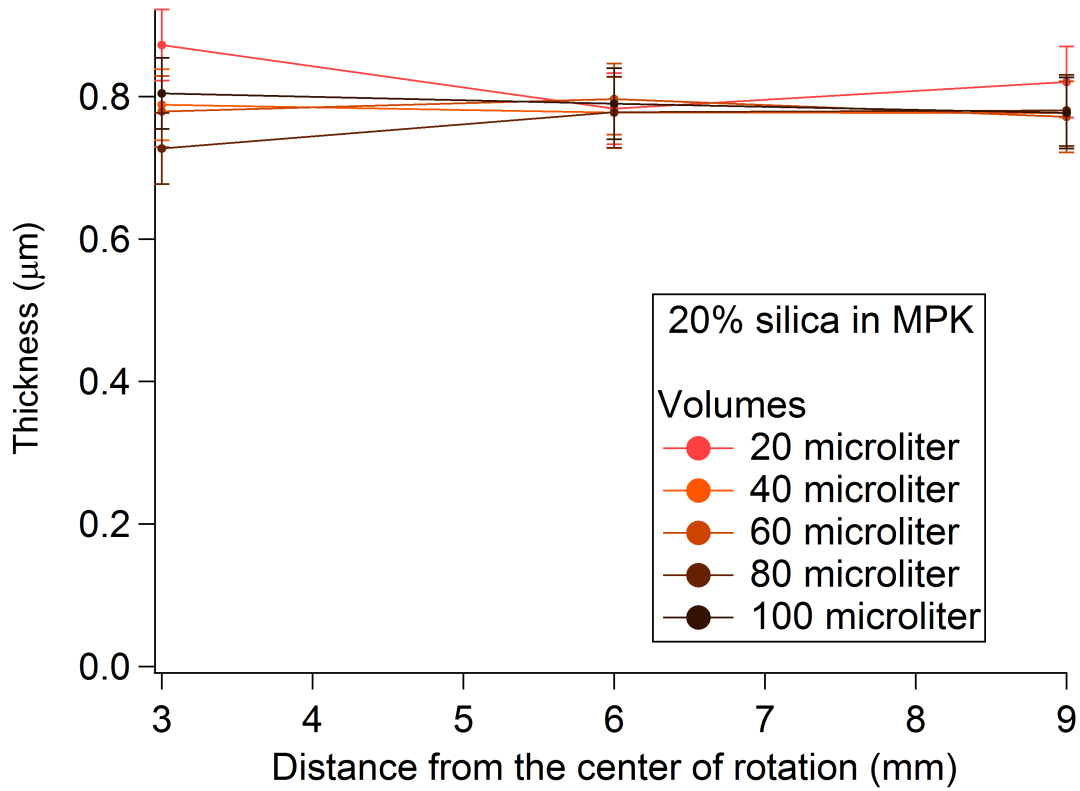 0.8
0.6
0.4
0.2
0.0
Thickness (μm)
20% silica in MPK
Volumes
20 microliter
40 microliter
60 microliter
80 microliter
100 microliter
3 4 5 6 7 8 9
Distance from the center of rotation (mm)